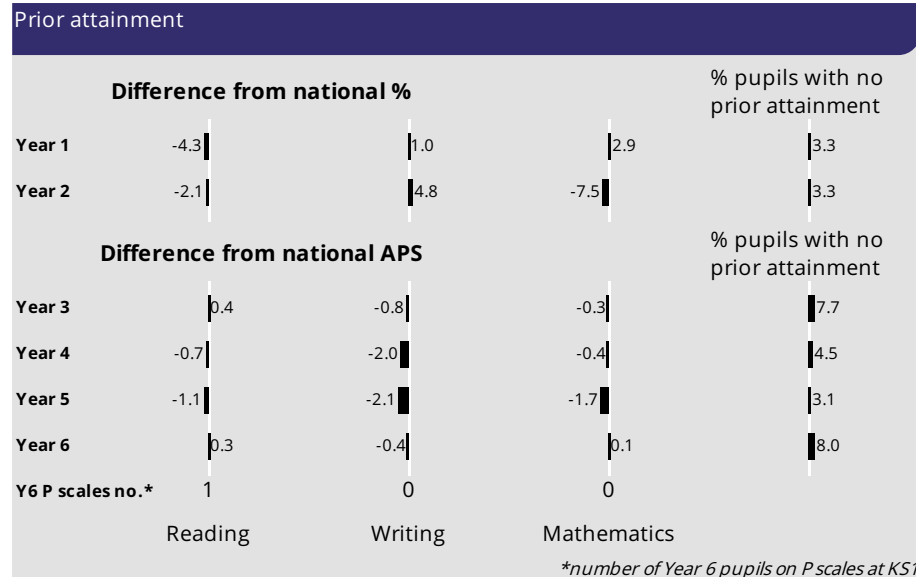 Prior attainment
Difference from national %
% pupils with no
prior attainment
Year 1 -4.3 1.0 2.9 3.3
Year 2 -2.1 4.8 -7.5 3.3
Difference from national APS
% pupils with no
prior attainment
Year 3 0.4 -0.8 -0.3 7.7
Year 4 -0.7 -2.0 -0.4 4.5
Year 5 -1.1 -2.1 -1.7 3.1
Year 6 0.3 -0.4 0.1 8.0
Y6 P scales no.* 1 0 0
Reading Writing Mathematics
*number of Year 6 pupils on P scales at KS1